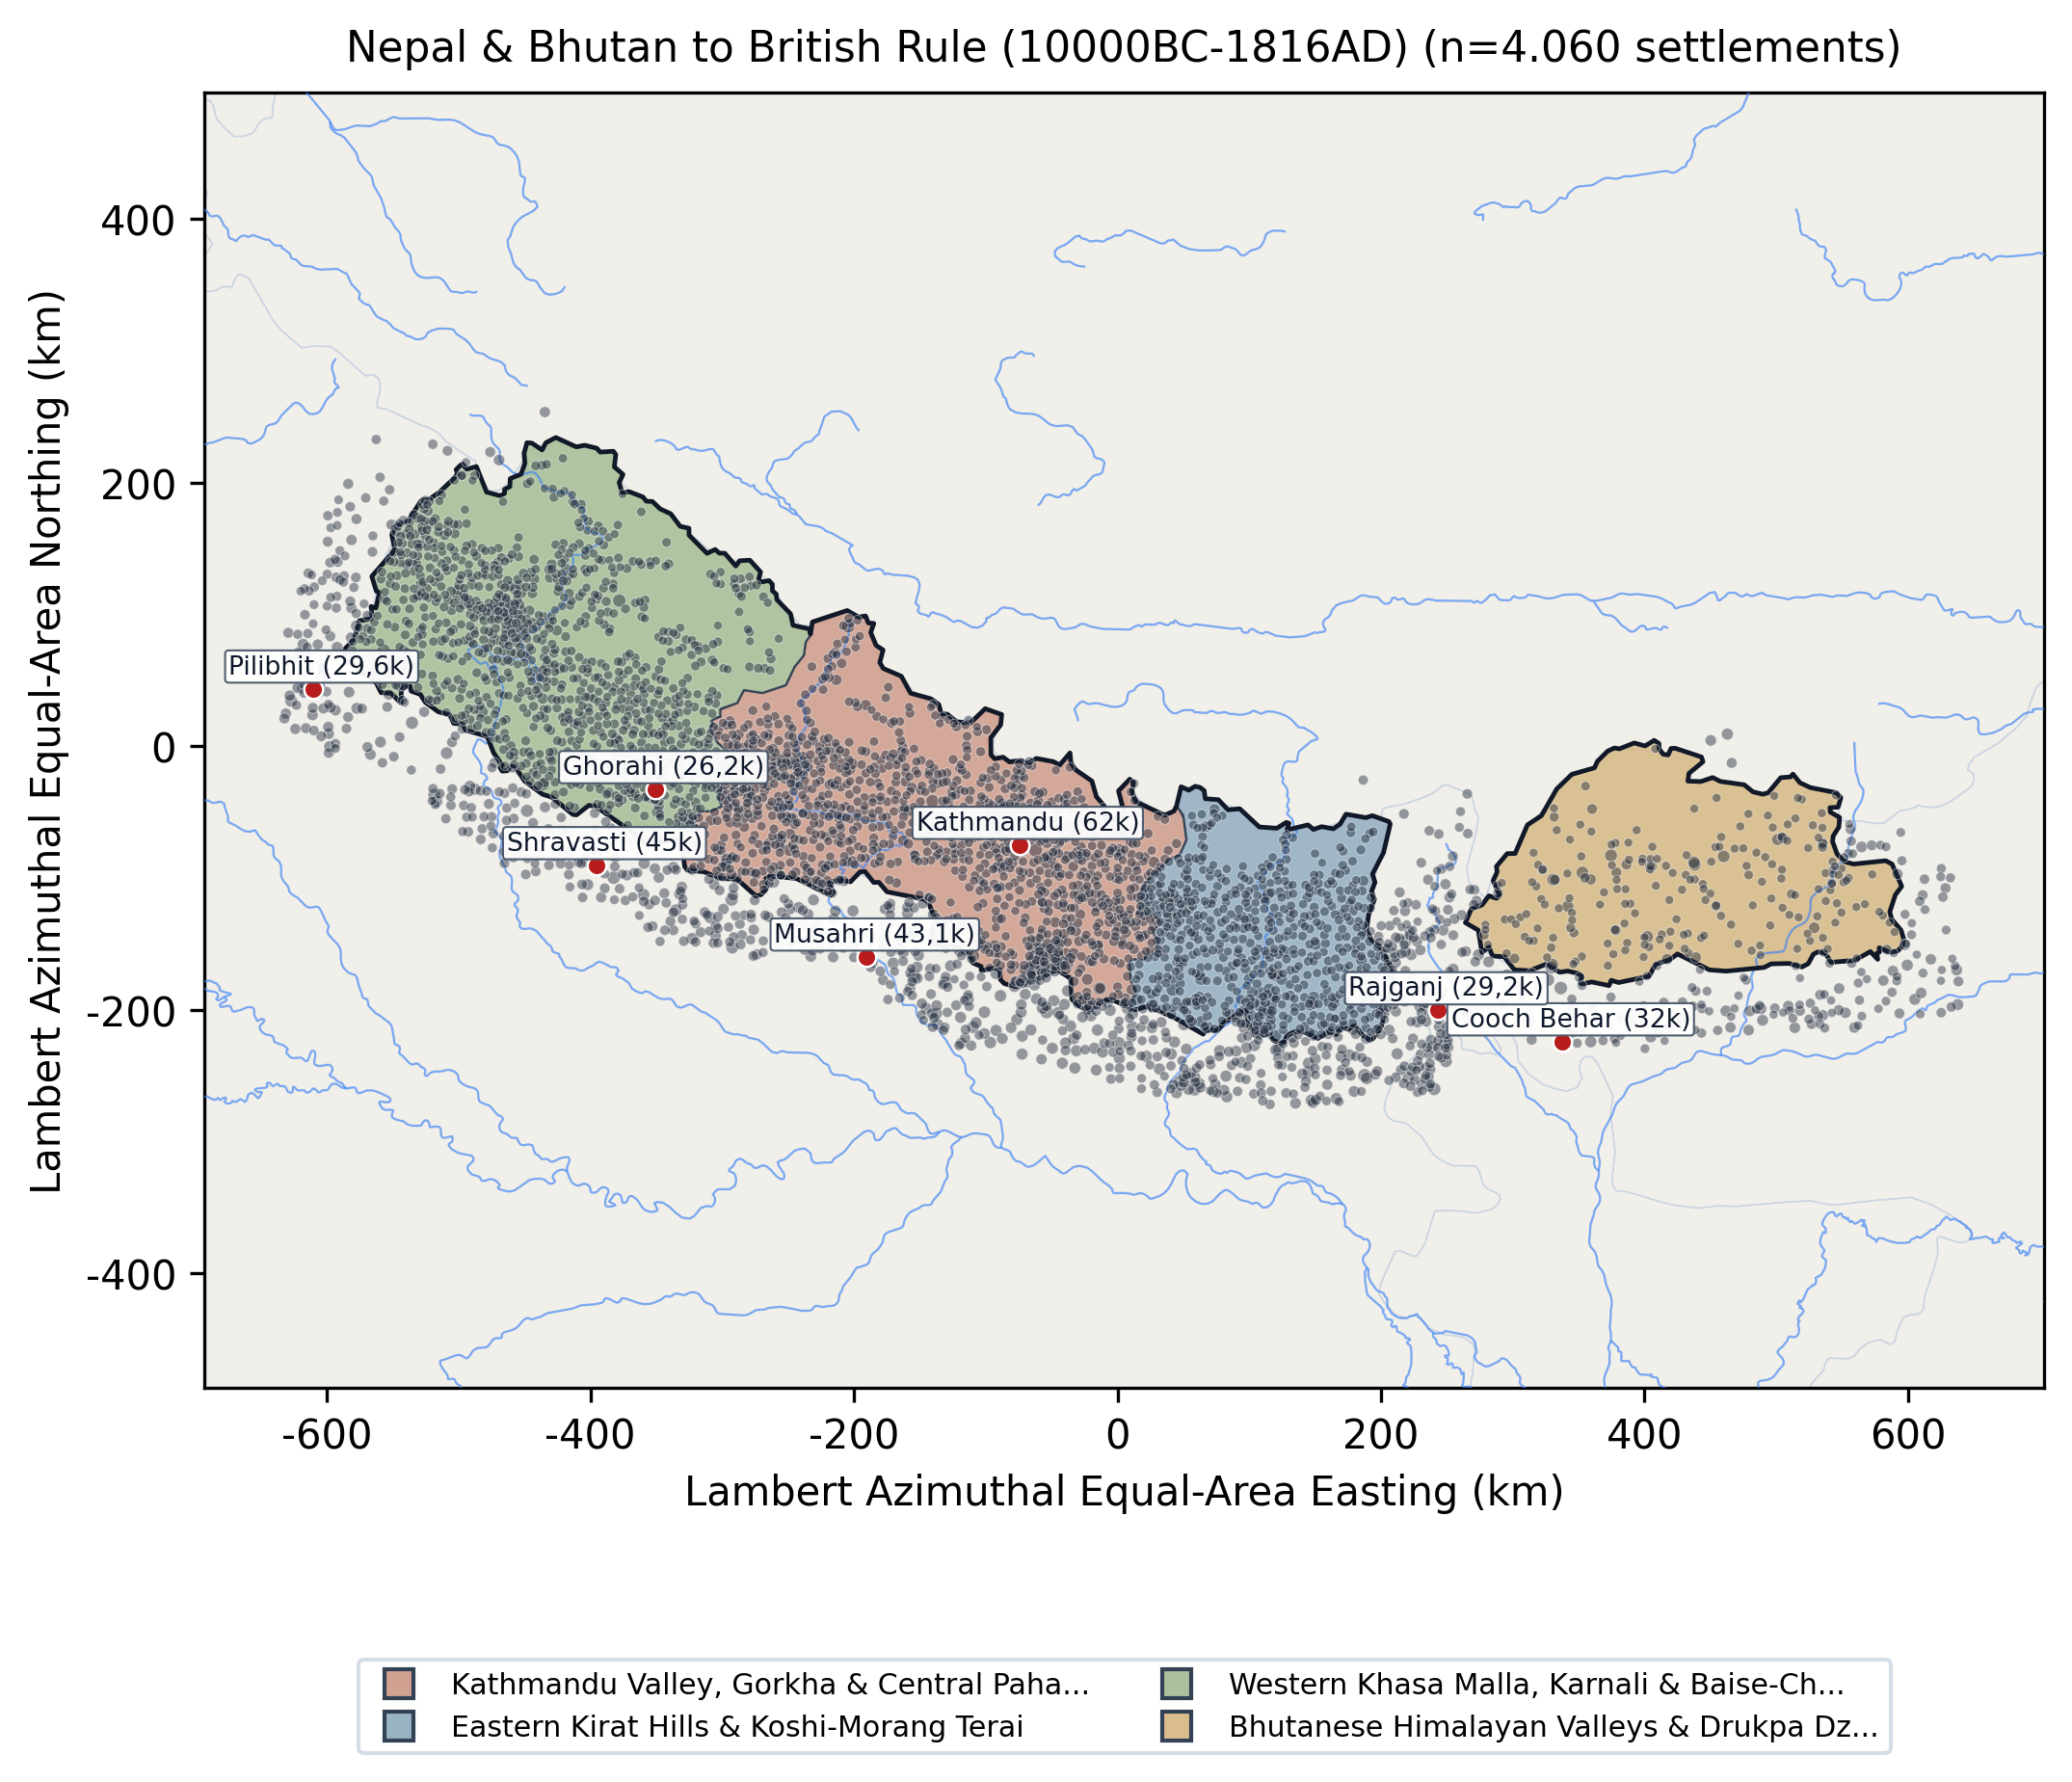 Nepal & Bhutan to British Rule (10000BC-1816AD) (n=4.060 settlements)
Lambert Azimuthal Equal-Area Northing (km)
400
200
0
-200
-400
Pilibhit (29,6k)
Ghorahi (26,2k)
Kathmandu (62k)
Shravasti (45k)
Musahri (43,1k)
Rajganj (29,2k)
Cooch Behar (32k)
-600
-400
-200
0
200
400
600
Lambert Azimuthal Equal-Area Easting (km)
Kathmandu Valley, Gorkha & Central Paha...
Eastern Kirat Hills & Koshi-Morang Terai
Western Khasa Malla, Karnali & Baise-Ch...
Bhutanese Himalayan Valleys & Drukpa Dz...